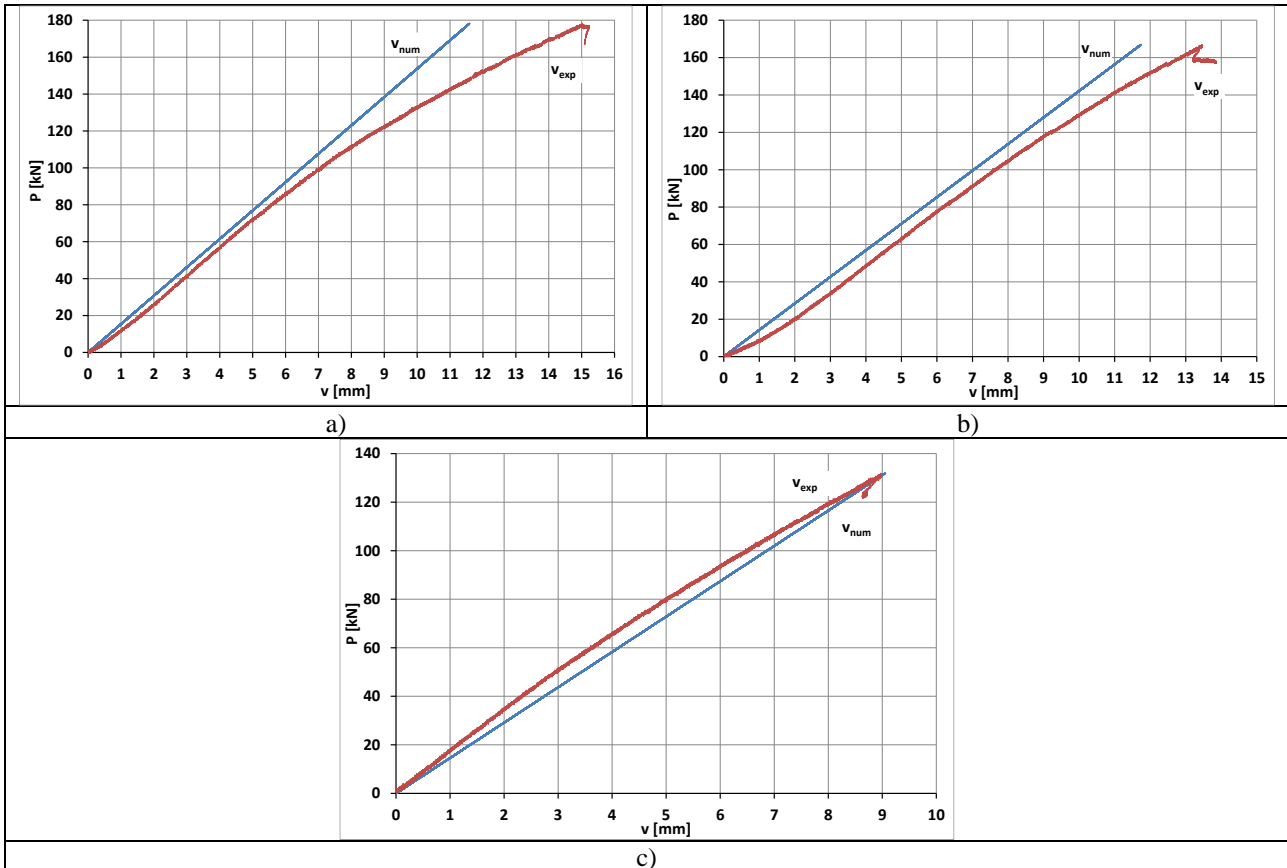 180
160
140
120
100
80
60
40
20
0
P [kN]
v_num
v_exp
0 1 2 3 4 5 6 7 8 9 10 11 12 13 14 15 16
v [mm]
a)
180
160
140
120
100
80
60
40
20
0
P [kN]
v_num
v_exp
0 1 2 3 4 5 6 7 8 9 10 11 12 13 14 15
v [mm]
b)
140
120
100
80
60
40
20
0
P [kN]
v_exp
v_num
0 1 2 3 4 5 6 7 8 9 10
v [mm]
c)